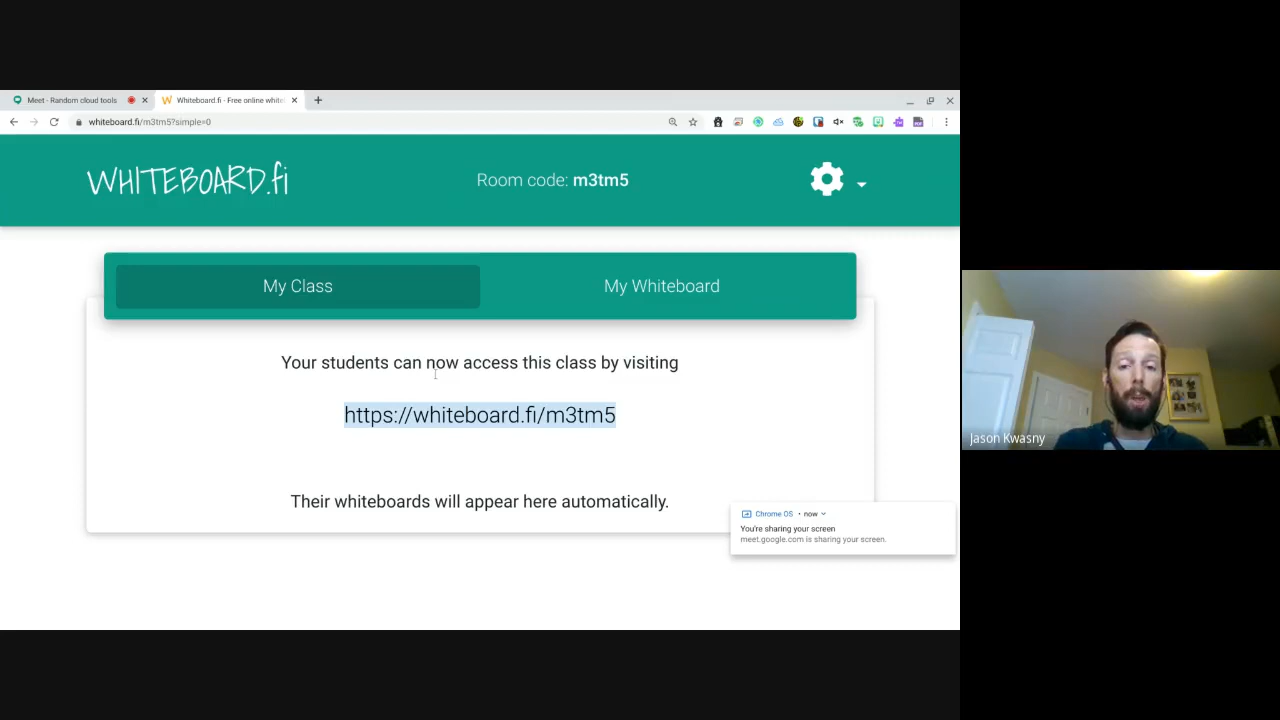 Meet - Random cloud tools
Whiteboard.fi - Free online white
whiteboard.fi/m3tm5?simple=0
WHITEBOARD.fi
Room code: m3tm5
My Class
My Whiteboard
Your students can now access this class by visiting
https://whiteboard.fi/m3tm5
Their whiteboards will appear here automatically.
Chrome OS • now
You're sharing your screen
meet.google.com is sharing your screen.
Jason Kwasny